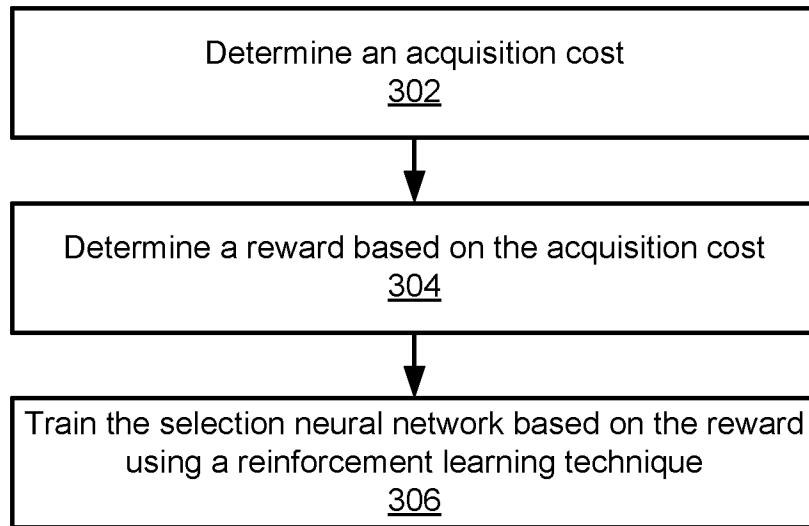 Determine an acquisition cost
302
Determine a reward based on the acquisition cost
304
Train the selection neural network based on the reward
using a reinforcement learning technique
306